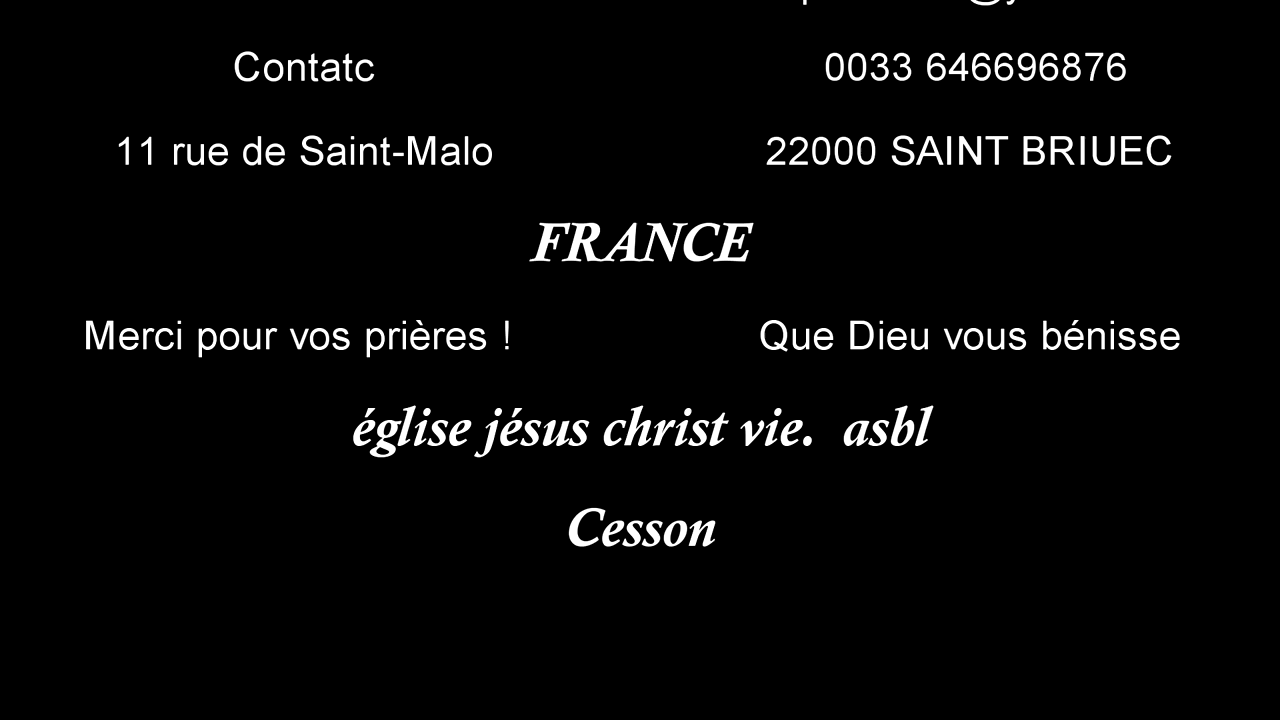 Contatc 0033 646696876
11 rue de Saint-Malo 22000 SAINT BRIUEC
FRANCE
Merci pour vos prières ! Que Dieu vous bénisse
église jésus christ vie. asbl
Cesson